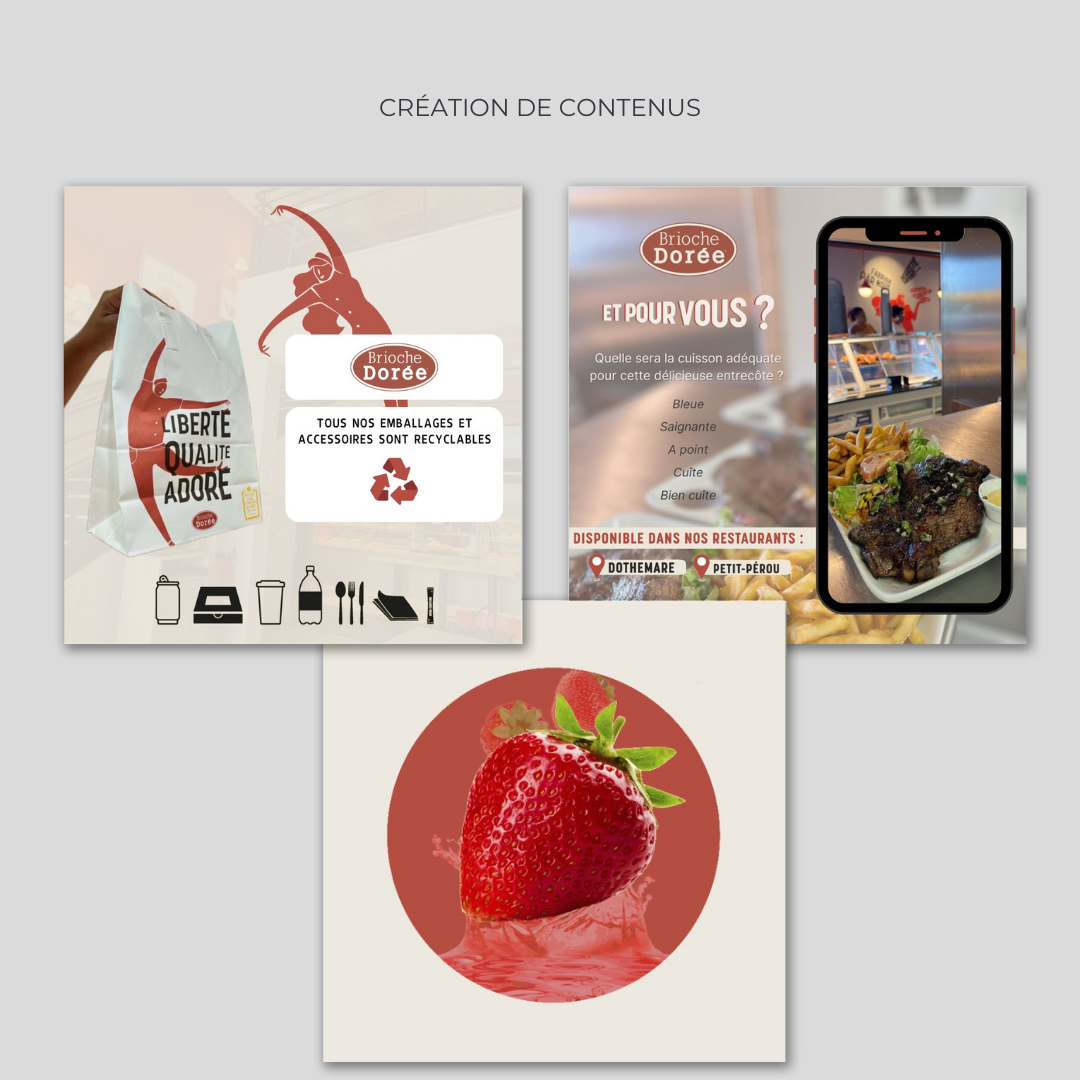 CRÉATION DE CONTENUS
LIBERTÉ
QUALITÉ
ADORÉ
Brioche
Dorée
Brioche
Dorée
TOUS NOS EMBALLAGES ET
ACCESSOIRES SONT RECYCLABLES
Brioche
Dorée
ET POUR VOUS ?
Quelle sera la cuisson adéquate
pour cette délicieuse entrecôte ?
Bleue
Saignante
A point
Cuite
Bien cuîte
DISPONIBLE DANS NOS RESTAURANTS :
DOTHEMARE
PETIT-PÉROU